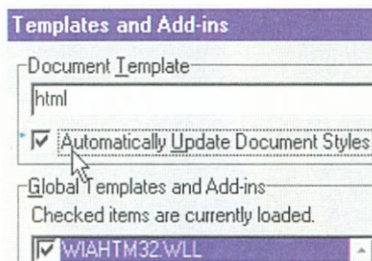 Templates and Add-ins
Document Template
html
Automatically Update Document Styles
Global Templates and Add-ins
Checked items are currently loaded.
WIAHTM32.WLL